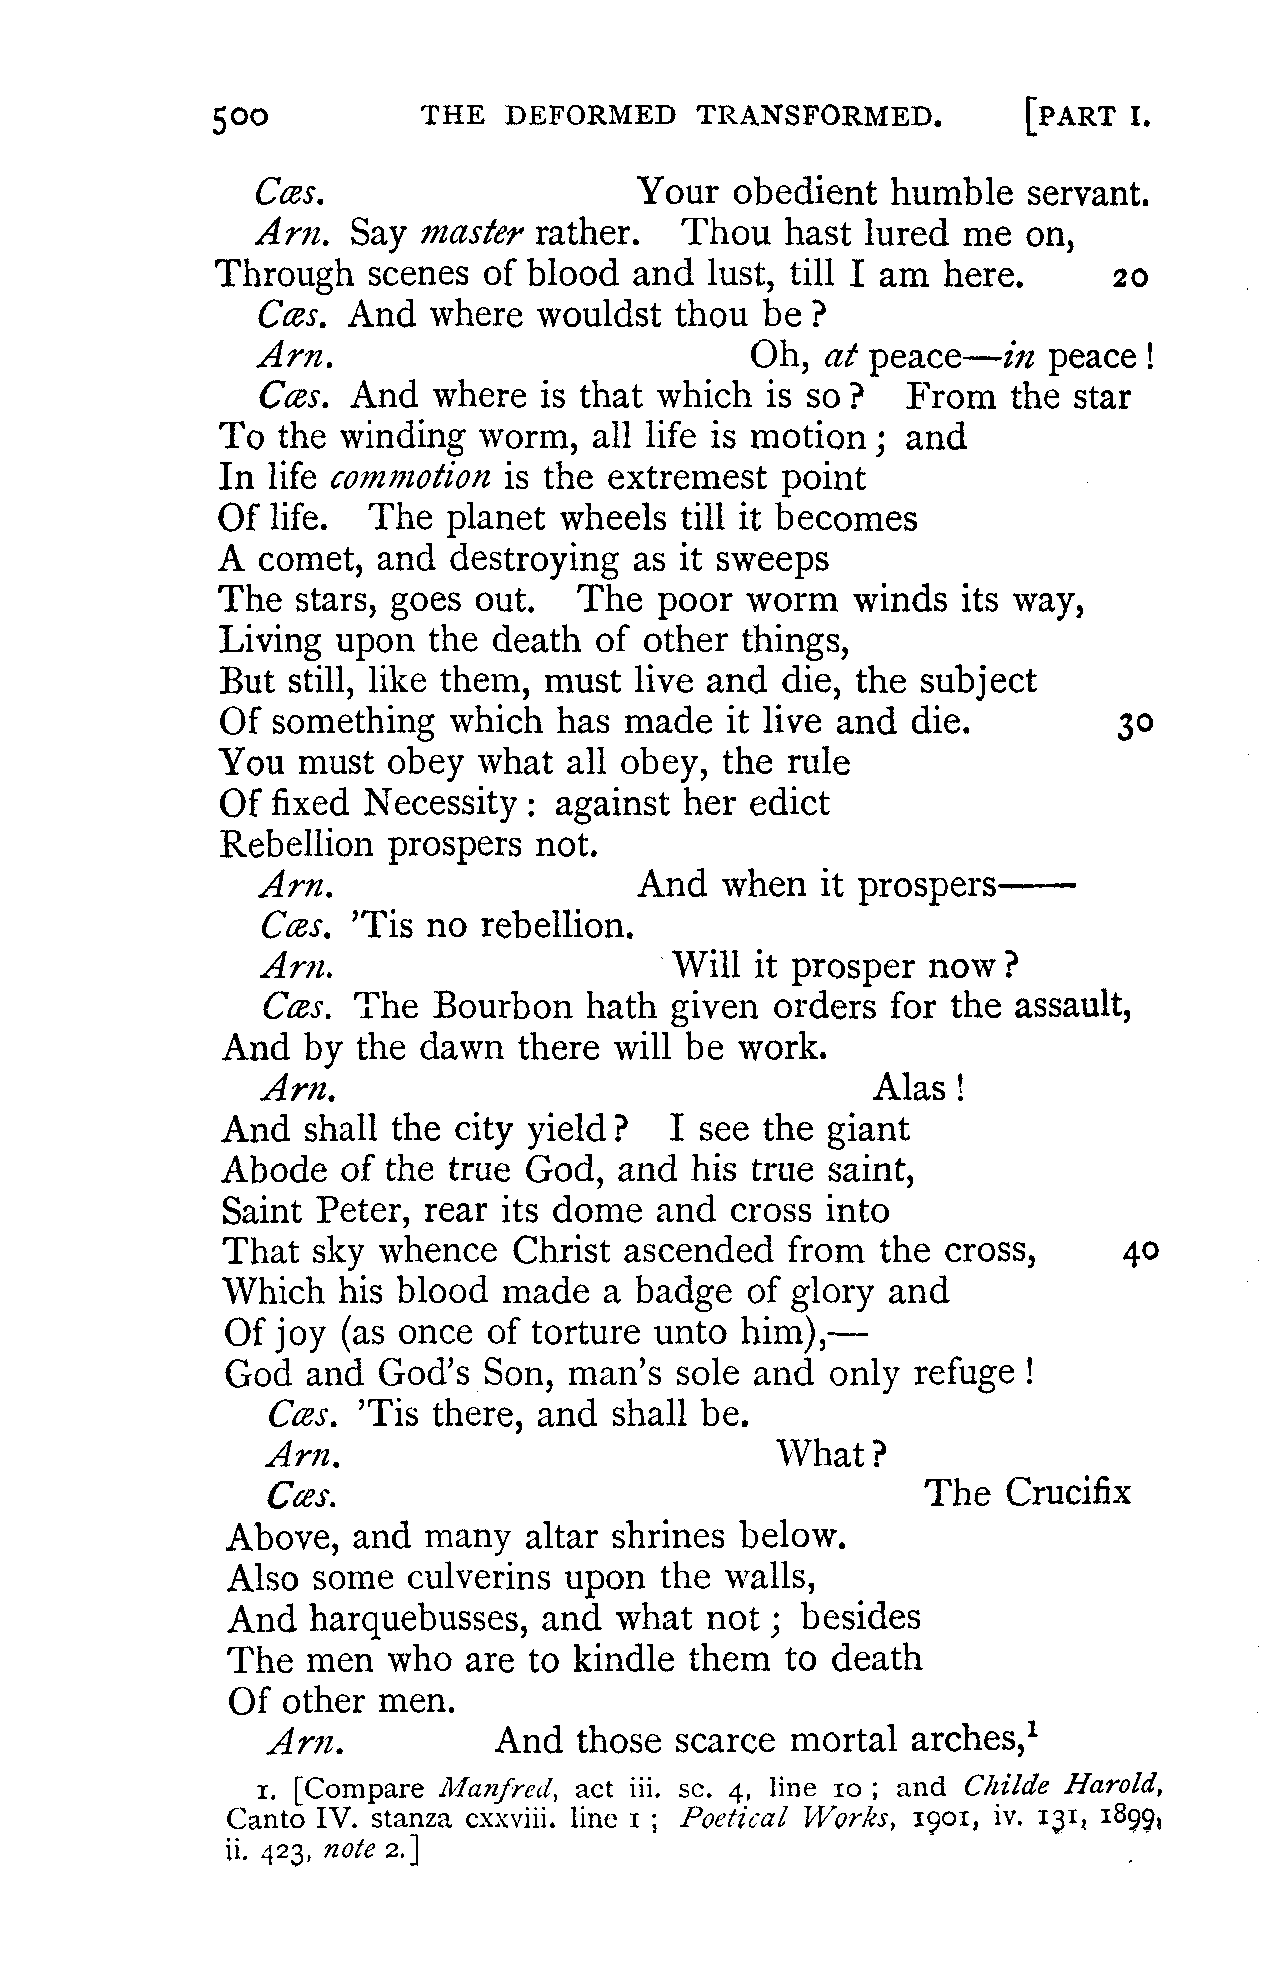 500 THE DEFORMED TRANSFORMED. [PART I.
Cæs. Your obedient humble servant.
Arn. Say master rather. Thou hast lured me on,
Through scenes of blood and lust, till I am here. 20
Cæs. And where wouldst thou be?
Arn. Oh, at peace—in peace!
Cæs. And where is that which is so? From the star
To the winding worm, all life is motion; and
In life commotion is the extremest point
Of life. The planet wheels till it becomes
A comet, and destroying as it sweeps
The stars, goes out. The poor worm winds its way,
Living upon the death of other things,
But still, like them, must live and die, the subject
Of something which has made it live and die. 30
You must obey what all obey, the rule
Of fixed Necessity: against her edict
Rebellion prospers not.
Arn. And when it prospers——
Cæs. 'Tis no rebellion.
Arn. Will it prosper now?
Cæs. The Bourbon hath given orders for the assault,
And by the dawn there will be work.
Arn. Alas!
And shall the city yield? I see the giant
Abode of the true God, and his true saint,
Saint Peter, rear its dome and cross into
That sky whence Christ ascended from the cross, 40
Which his blood made a badge of glory and
Of joy (as once of torture unto him),—
God and God's Son, man's sole and only refuge!
Cæs. 'Tis there, and shall be.
Arn. What?
Cæs. The Crucifix
Above, and many altar shrines below.
Also some culverins upon the walls,
And harquebusses, and what not; besides
The men who are to kindle them to death
Of other men.
Arn. And those scarce mortal arches,¹
1. [Compare Manfred, act iii. sc. 4, line 10; and Childe Harold,
Canto IV. stanza cxxviii. line 1; Poetical Works, 1901, iv. 131, 1899,
ii. 423, note 2.]